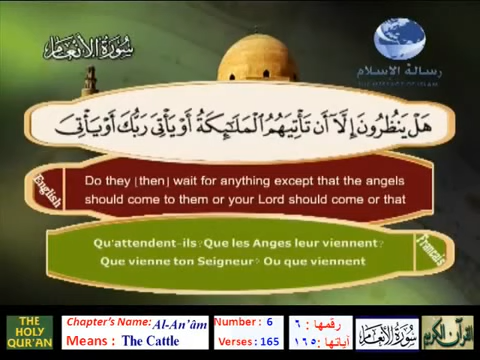 سورة الأنعام
رسالة الإسلام
هَلْ يَنظُرُونَ إِلَّآ أَن تَأْتِيَهُمُ الْمَلَٰٓئِكَةُ أَوْ يَأْتِىَ رَبُّكَ أَوْ يَأْتِىَ
English
Do they [then] wait for anything except that the angels
should come to them or your Lord should come or that
Qu'attendent-ils? Que les Anges leur viennent?
Que vienne ton Seigneur? Ou que viennent
Francais
THE
HOLY
QUR'AN
Chapter's Name: Al-An'âm
Means : The Cattle
Number : 6
Verses : 165
رقمها : ٦
آياتها : ١٦٥
سورة الأنعام
القرآن الكريم